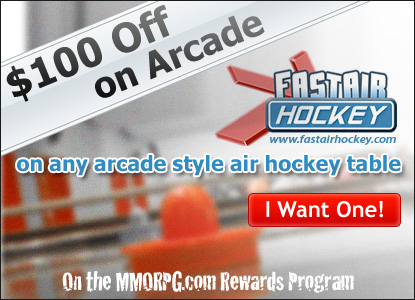 $100 Off
on Arcade
FASTAIR
HOCKEY
www.fastairhockey.com
on any arcade style air hockey table
I Want One!
On the MMORPG.com Rewards Program